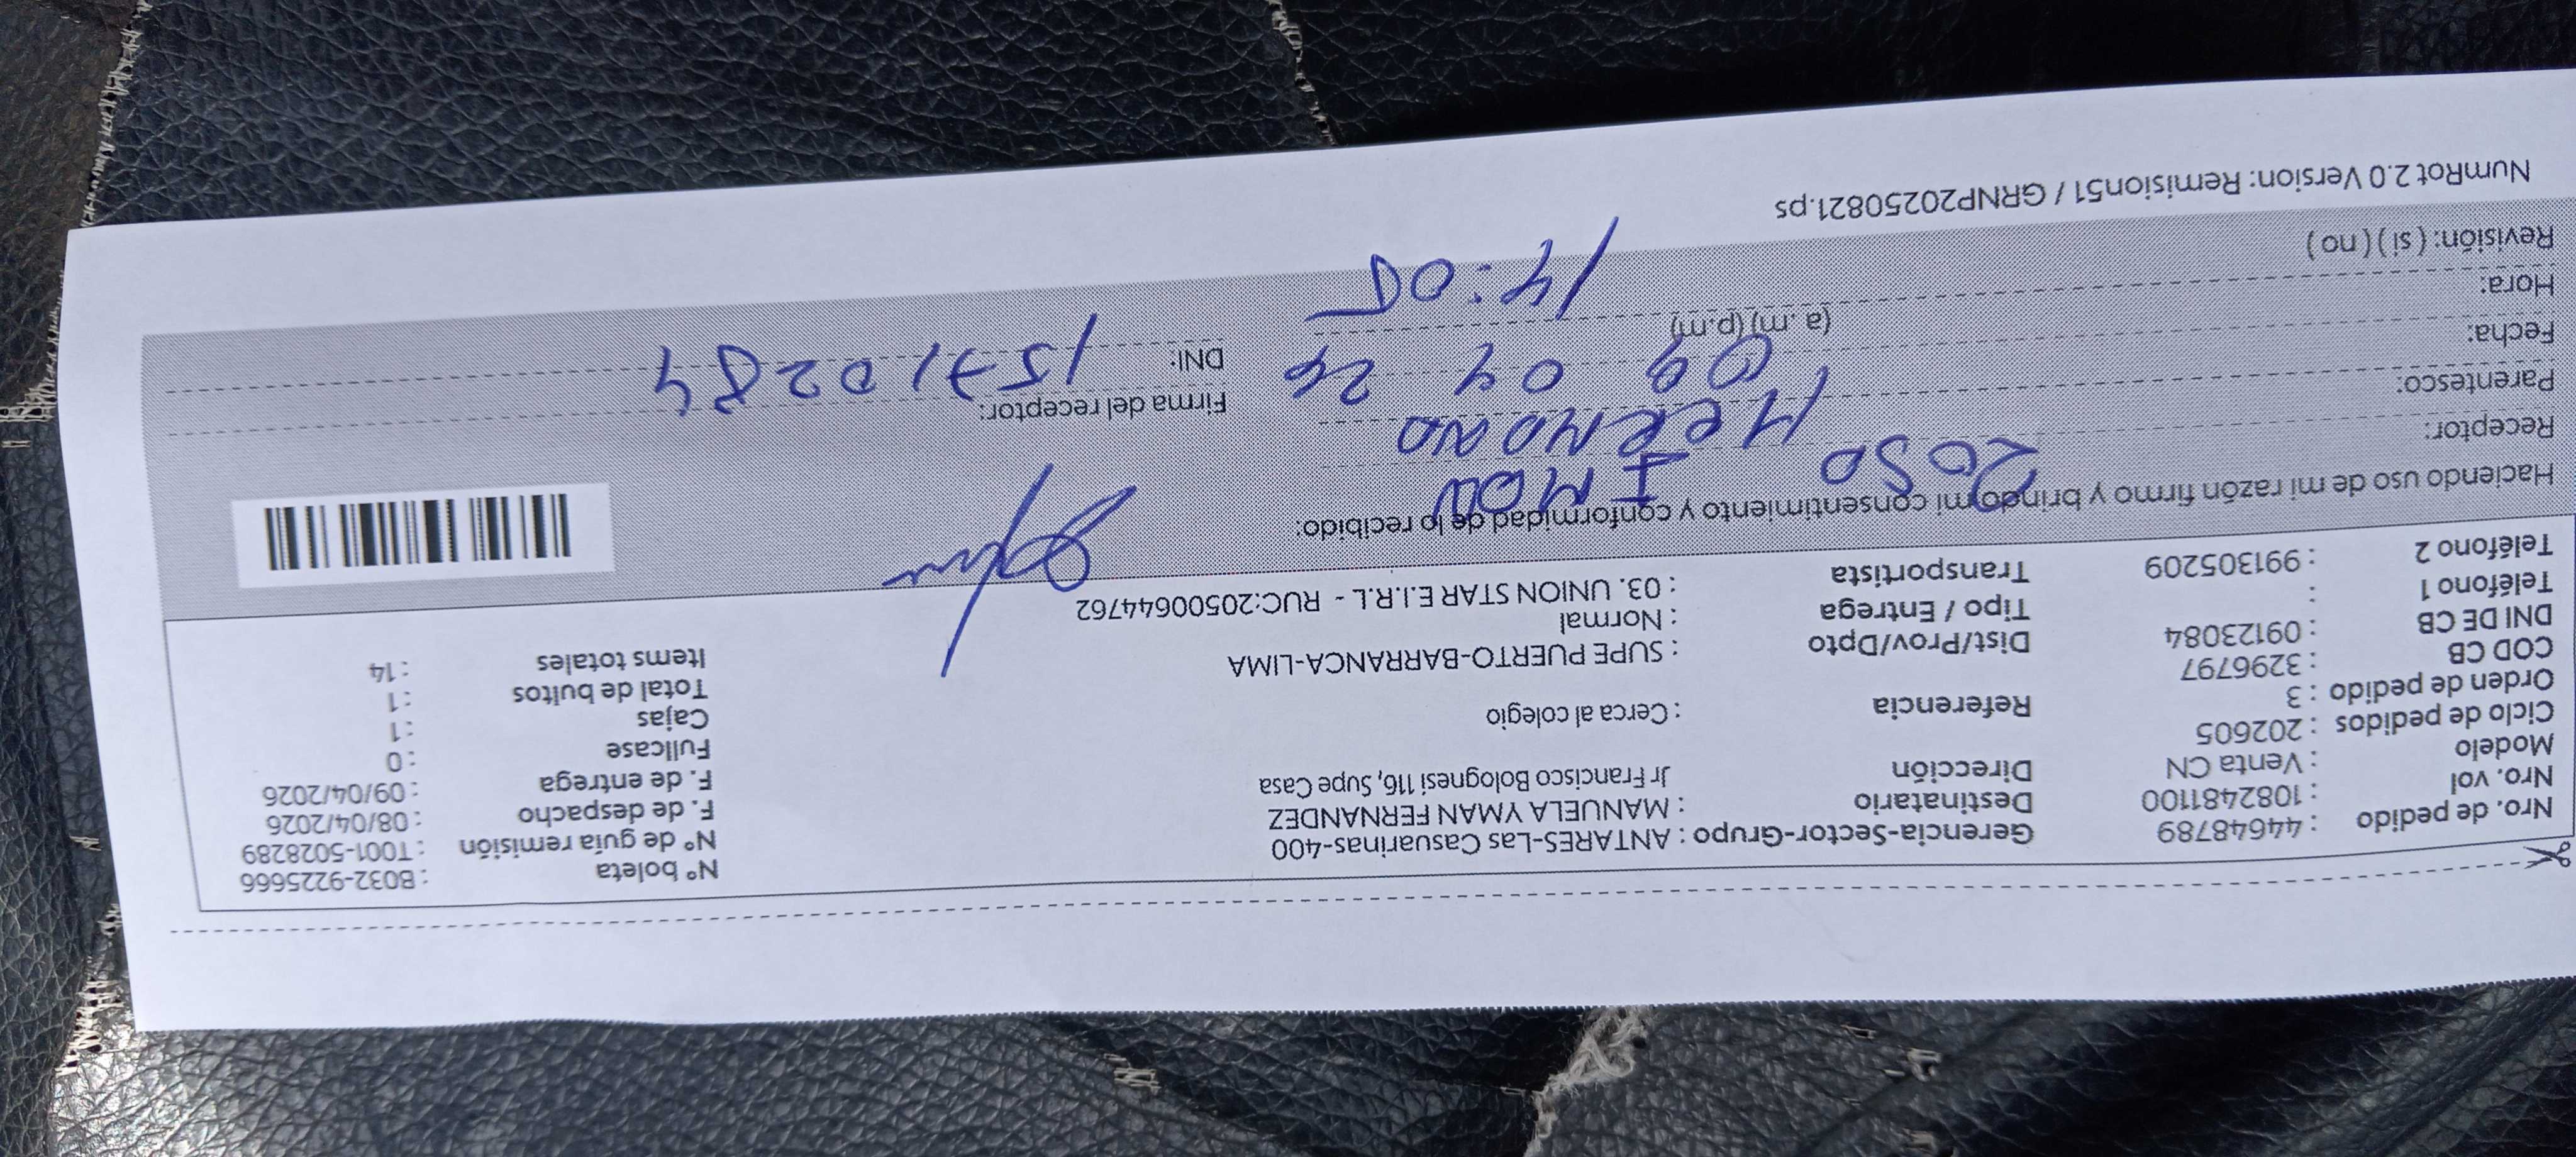 Nro. de pedido : 44648789 Gerencia-Sector-Grupo : ANTARES-Las Casuarinas-400 N° boleta : B032-9225666
Nro. vol : 1082481100 Destinatario : MANUELA YMAN FERNANDEZ N° de guía remisión : T001-5028289
Modelo : Venta CN Dirección Jr Francisco Bolognesi 116, Supe Casa F. de despacho : 08/04/2026
Ciclo de pedidos : 202605 F. de entrega : 09/04/2026
Orden de pedido : 3 Referencia : Cerca al colegio Fullcase : 0
COD CB : 3296797 Cajas : 1
DNI DE CB : 09123084 Dist/Prov/Dpto : SUPE PUERTO-BARRANCA-LIMA Total de bultos : 1
Teléfono 1 : Tipo / Entrega : Normal Items totales : 14
Teléfono 2 : 991305209 Transportista : 03. UNION STAR E.I.R.L - RUC:20500644762
Haciendo uso de mi razón firmo y brindo mi consentimiento y conformidad de lo recibido:
Receptor:
Parentesco: HERMANO Firma del receptor:
Fecha: 09 04 26 DNI: 15710284
(a .m) (p.m)
Hora: 14:05
Revisión: ( si ) ( no )
NumRot 2.0 Version: Remision51 / GRNP20250821.ps